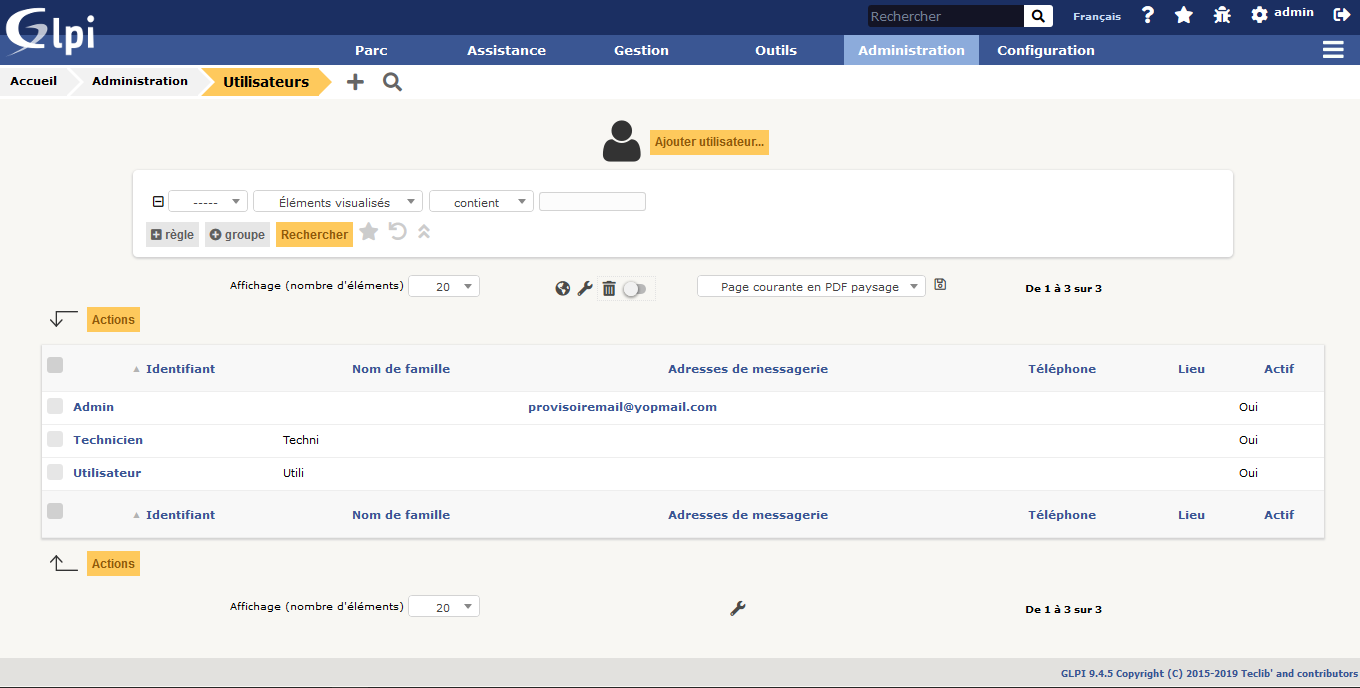 Glpi
Rechercher Français ? admin
Parc Assistance Gestion Outils Administration Configuration
Accueil Administration Utilisateurs
Ajouter utilisateur...
----- Éléments visualisés contient
règle groupe Rechercher
Affichage (nombre d'éléments) 20 Page courante en PDF paysage De 1 à 3 sur 3
Actions
Identifiant Nom de famille Adresses de messagerie Téléphone Lieu Actif
Admin provisoiremail@yopmail.com Oui
Technicien Techni Oui
Utilisateur Utili Oui
Identifiant Nom de famille Adresses de messagerie Téléphone Lieu Actif
Actions
Affichage (nombre d'éléments) 20 De 1 à 3 sur 3
GLPI 9.4.5 Copyright (C) 2015-2019 Teclib' and contributors